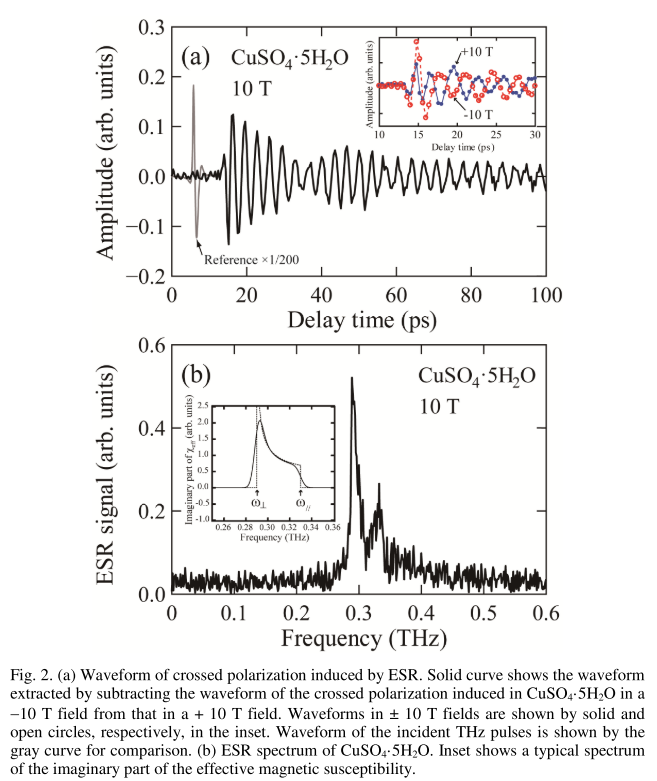 0.3
(a)
CuSO4·5H2O
10 T
0.2
0.1
0.0
−0.1
−0.2
Amplitude (arb. units)
Reference ×1/200
0
20
40
60
80
100
Delay time (ps)
Amplitude (arb. units)
+10 T
-10 T
10
15
20
25
30
Delay time (ps)
0.6
(b)
CuSO4·5H2O
10 T
0.4
0.2
0.0
ESR signal (arb. units)
0
0.1
0.2
0.3
0.4
0.5
0.6
Frequency (THz)
Imaginary part of χeff (arb. units)
2.5
2.0
1.5
1.0
0.5
0.0
-0.5
-1.0
ω⊥
ω//
0.26
0.28
0.30
0.32
0.34
0.36
Frequency (THz)
Fig. 2. (a) Waveform of crossed polarization induced by ESR. Solid curve shows the waveform
extracted by subtracting the waveform of the crossed polarization induced in CuSO4·5H2O in a
−10 T field from that in a + 10 T field. Waveforms in ± 10 T fields are shown by solid and
open circles, respectively, in the inset. Waveform of the incident THz pulses is shown by the
gray curve for comparison. (b) ESR spectrum of CuSO4·5H2O. Inset shows a typical spectrum
of the imaginary part of the effective magnetic susceptibility.